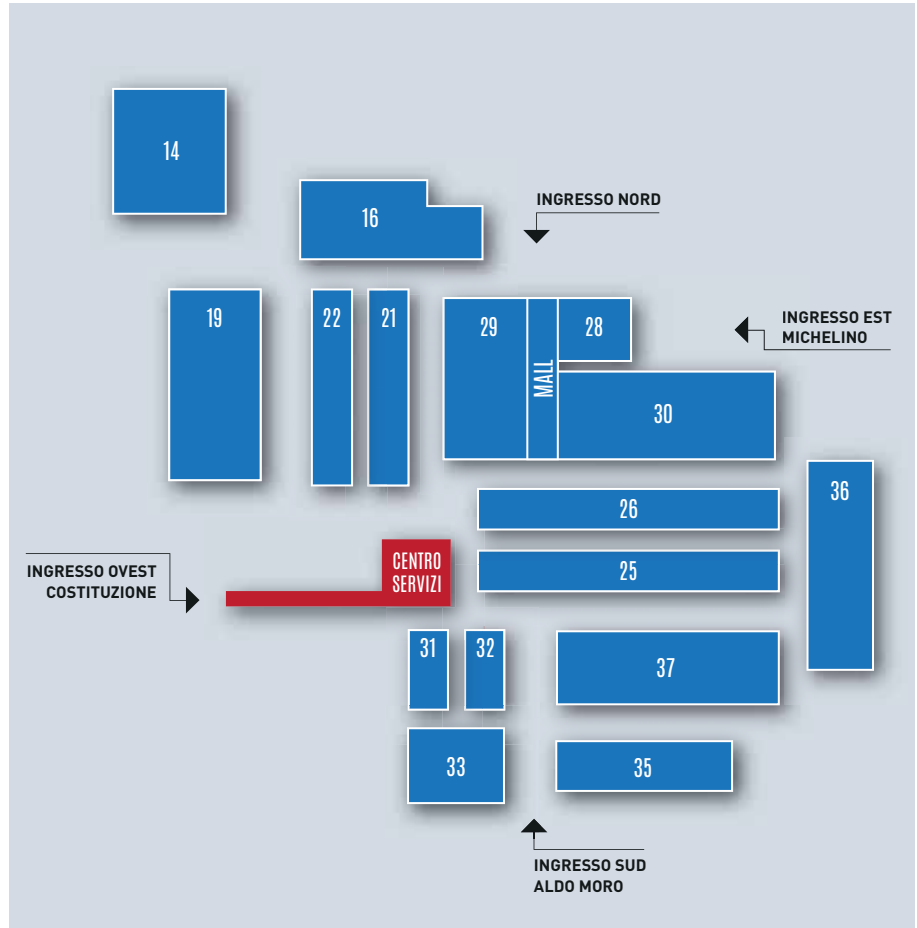 14
INGRESSO NORD
16
19
22
21
29
28
INGRESSO EST
MICHELINO
MALL
30
36
26
CENTRO
SERVIZI
25
INGRESSO OVEST
COSTITUZIONE
31
32
37
33
35
INGRESSO SUD
ALDO MORO